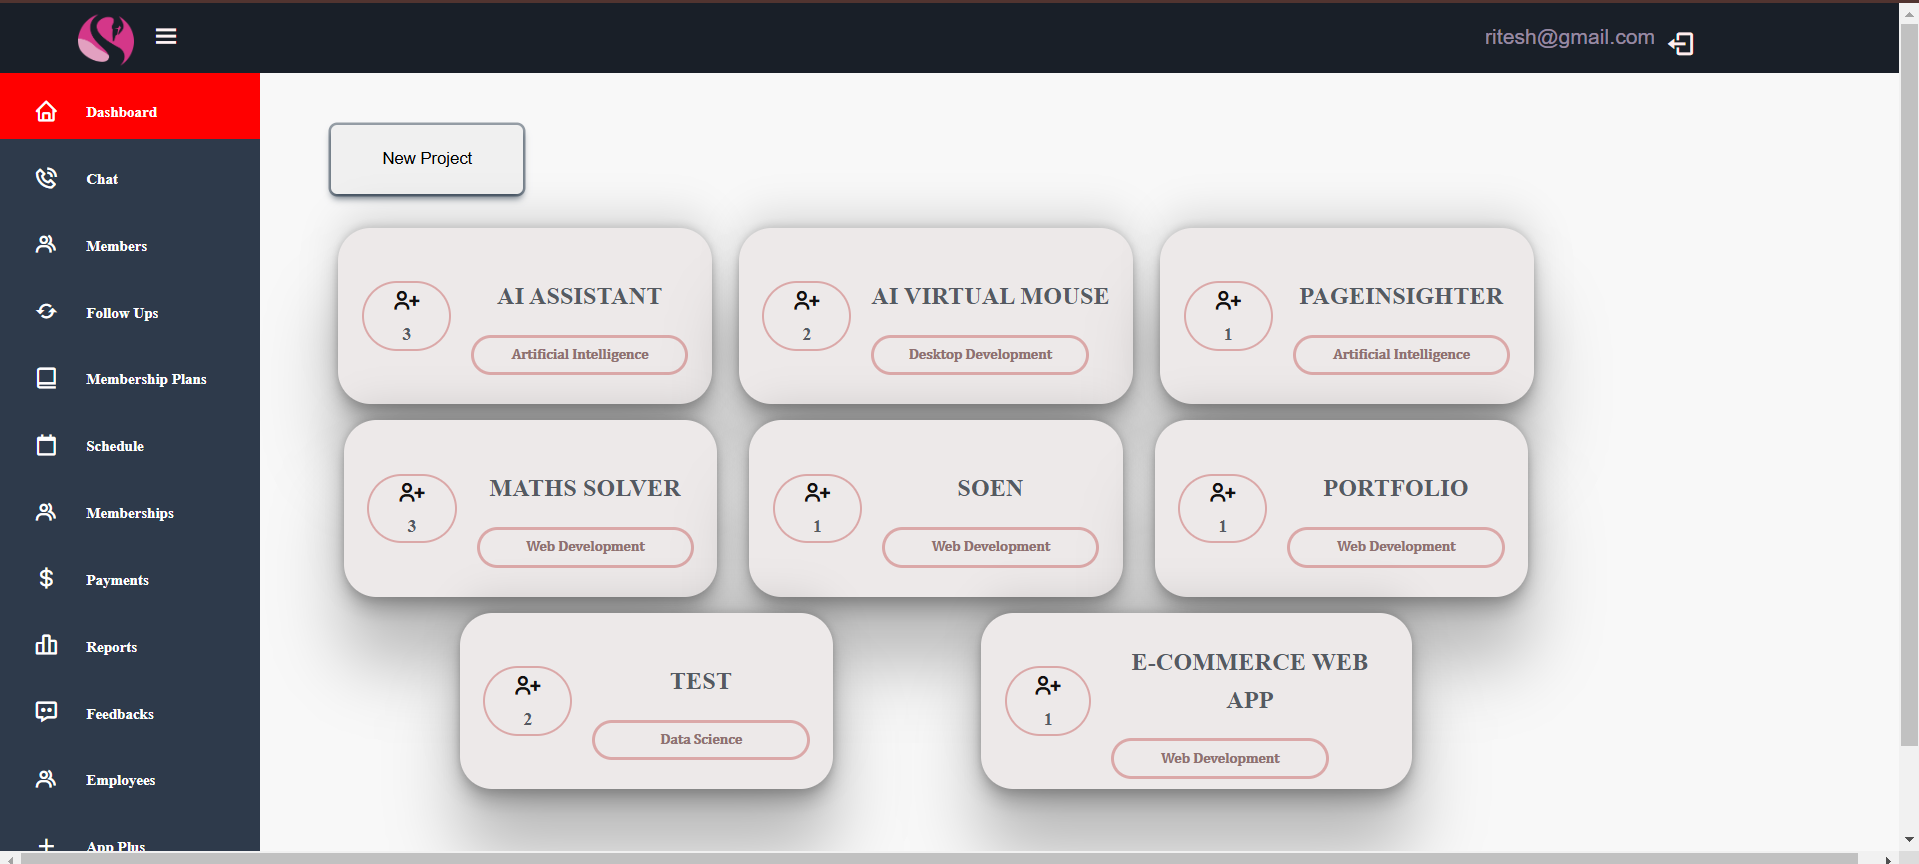 ritesh@gmail.com
Dashboard
Chat
Members
Follow Ups
Membership Plans
Schedule
Memberships
Payments
Reports
Feedbacks
Employees
App Plus
New Project
AI ASSISTANT
3
Artificial Intelligence
AI VIRTUAL MOUSE
2
Desktop Development
PAGEINSIGHTER
1
Artificial Intelligence
MATHS SOLVER
3
Web Development
SOEN
1
Web Development
PORTFOLIO
1
Web Development
TEST
2
Data Science
E-COMMERCE WEB
APP
1
Web Development